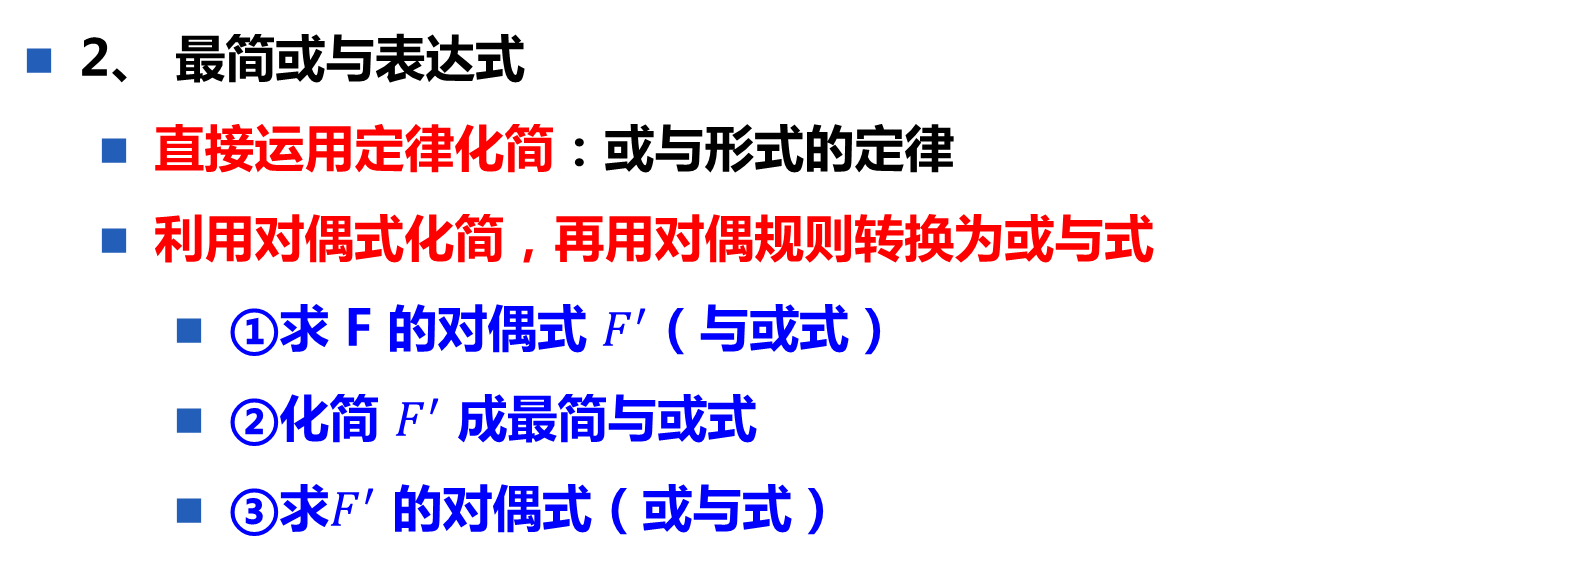 2、 最简或与表达式
直接运用定律化简：或与形式的定律
利用对偶式化简，再用对偶规则转换为或与式
①求 F 的对偶式 F′（与或式）
②化简 F′ 成最简与或式
③求F′ 的对偶式（或与式）